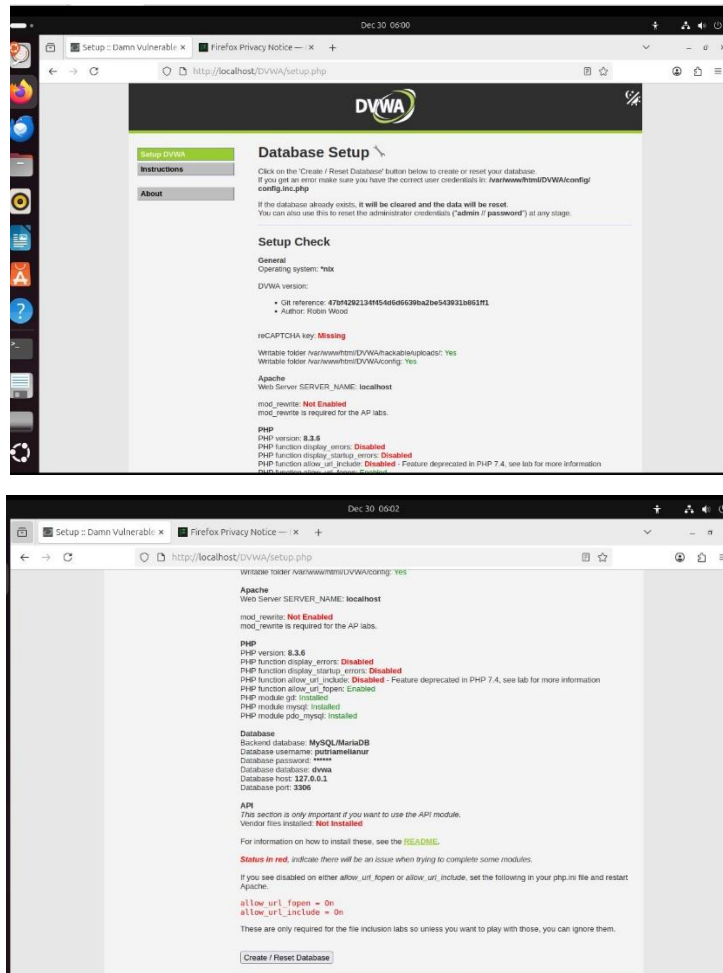 Dec 30 06:00
Setup :: Damn Vulnerable
Firefox Privacy Notice —
http://localhost/DVWA/setup.php
DVWA
Setup DVWA
Instructions
About
Database Setup
Click on the 'Create / Reset Database' button below to create or reset your database.
If you get an error make sure you have the correct user credentials in: /var/www/html/DVWA/config/
config.inc.php
If the database already exists, it will be cleared and the data will be reset.
You can also use this to reset the administrator credentials ("admin // password") at any stage.
Setup Check
General
Operating system: *nix
DVWA version:
• Git reference: 47bf4292134f454d6d6639ba2be543931b861ff1
• Author: Robin Wood
reCAPTCHA key: Missing
Writable folder /var/www/html/DVWA/hackable/uploads/: Yes
Writable folder /var/www/html/DVWA/config: Yes
Apache
Web Server SERVER_NAME: localhost
mod_rewrite: Not Enabled
mod_rewrite is required for the AP labs.
PHP
PHP version: 8.3.6
PHP function display_errors: Disabled
PHP function display_startup_errors: Disabled
PHP function allow_url_include: Disabled - Feature deprecated in PHP 7.4, see lab for more information
PHP function allow_url_fopen: Enabled
Dec 30 06:02
Setup :: Damn Vulnerable
Firefox Privacy Notice —
http://localhost/DVWA/setup.php
Writable folder /var/www/html/DVWA/config: Yes
Apache
Web Server SERVER_NAME: localhost
mod_rewrite: Not Enabled
mod_rewrite is required for the AP labs.
PHP
PHP version: 8.3.6
PHP function display_errors: Disabled
PHP function display_startup_errors: Disabled
PHP function allow_url_include: Disabled - Feature deprecated in PHP 7.4, see lab for more information
PHP function allow_url_fopen: Enabled
PHP module gd: Installed
PHP module mysql: Installed
PHP module pdo_mysql: Installed
Database
Backend database: MySQL/MariaDB
Database username: putriamelianur
Database password: ******
Database database: dvwa
Database host: 127.0.0.1
Database port: 3306
API
This section is only important if you want to use the API module.
Vendor files installed: Not Installed
For information on how to install these, see the README.
Status in red, indicate there will be an issue when trying to complete some modules.
If you see disabled on either allow_url_fopen or allow_url_include, set the following in your php.ini file and restart
Apache.
allow_url_fopen = On
allow_url_include = On
These are only required for the file inclusion labs so unless you want to play with those, you can ignore them.
Create / Reset Database